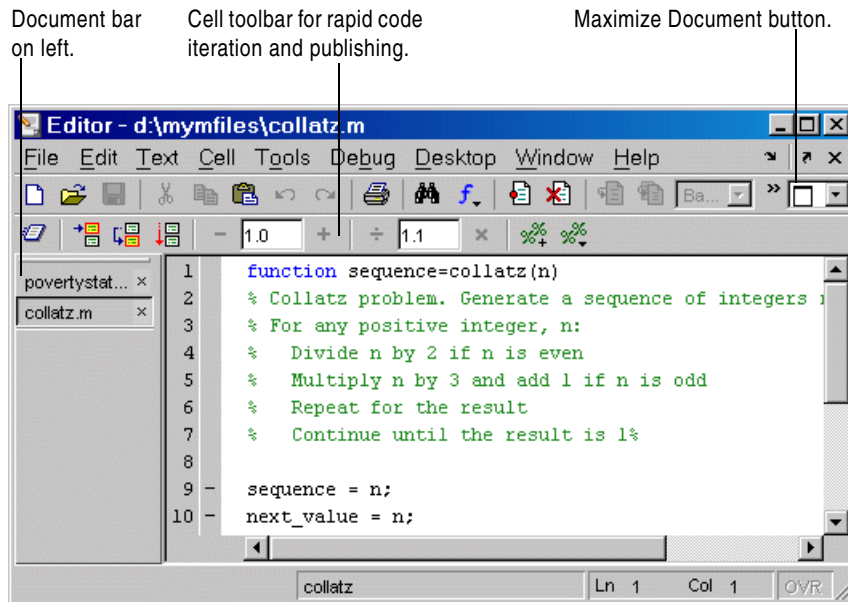 Document bar on left.
Cell toolbar for rapid code iteration and publishing.
Maximize Document button.
Editor - d:\mymfiles\collatz.m
File Edit Text Cell Tools Debug Desktop Window Help
Ba...
1.0
1.1
povertystat...
collatz.m
1 function sequence=collatz(n)
2 % Collatz problem. Generate a sequence of integers
3 % For any positive integer, n:
4 %   Divide n by 2 if n is even
5 %   Multiply n by 3 and add 1 if n is odd
6 %   Repeat for the result
7 %   Continue until the result is 1%
8
9 - sequence = n;
10 - next_value = n;
collatz Ln 1 Col 1 OVR